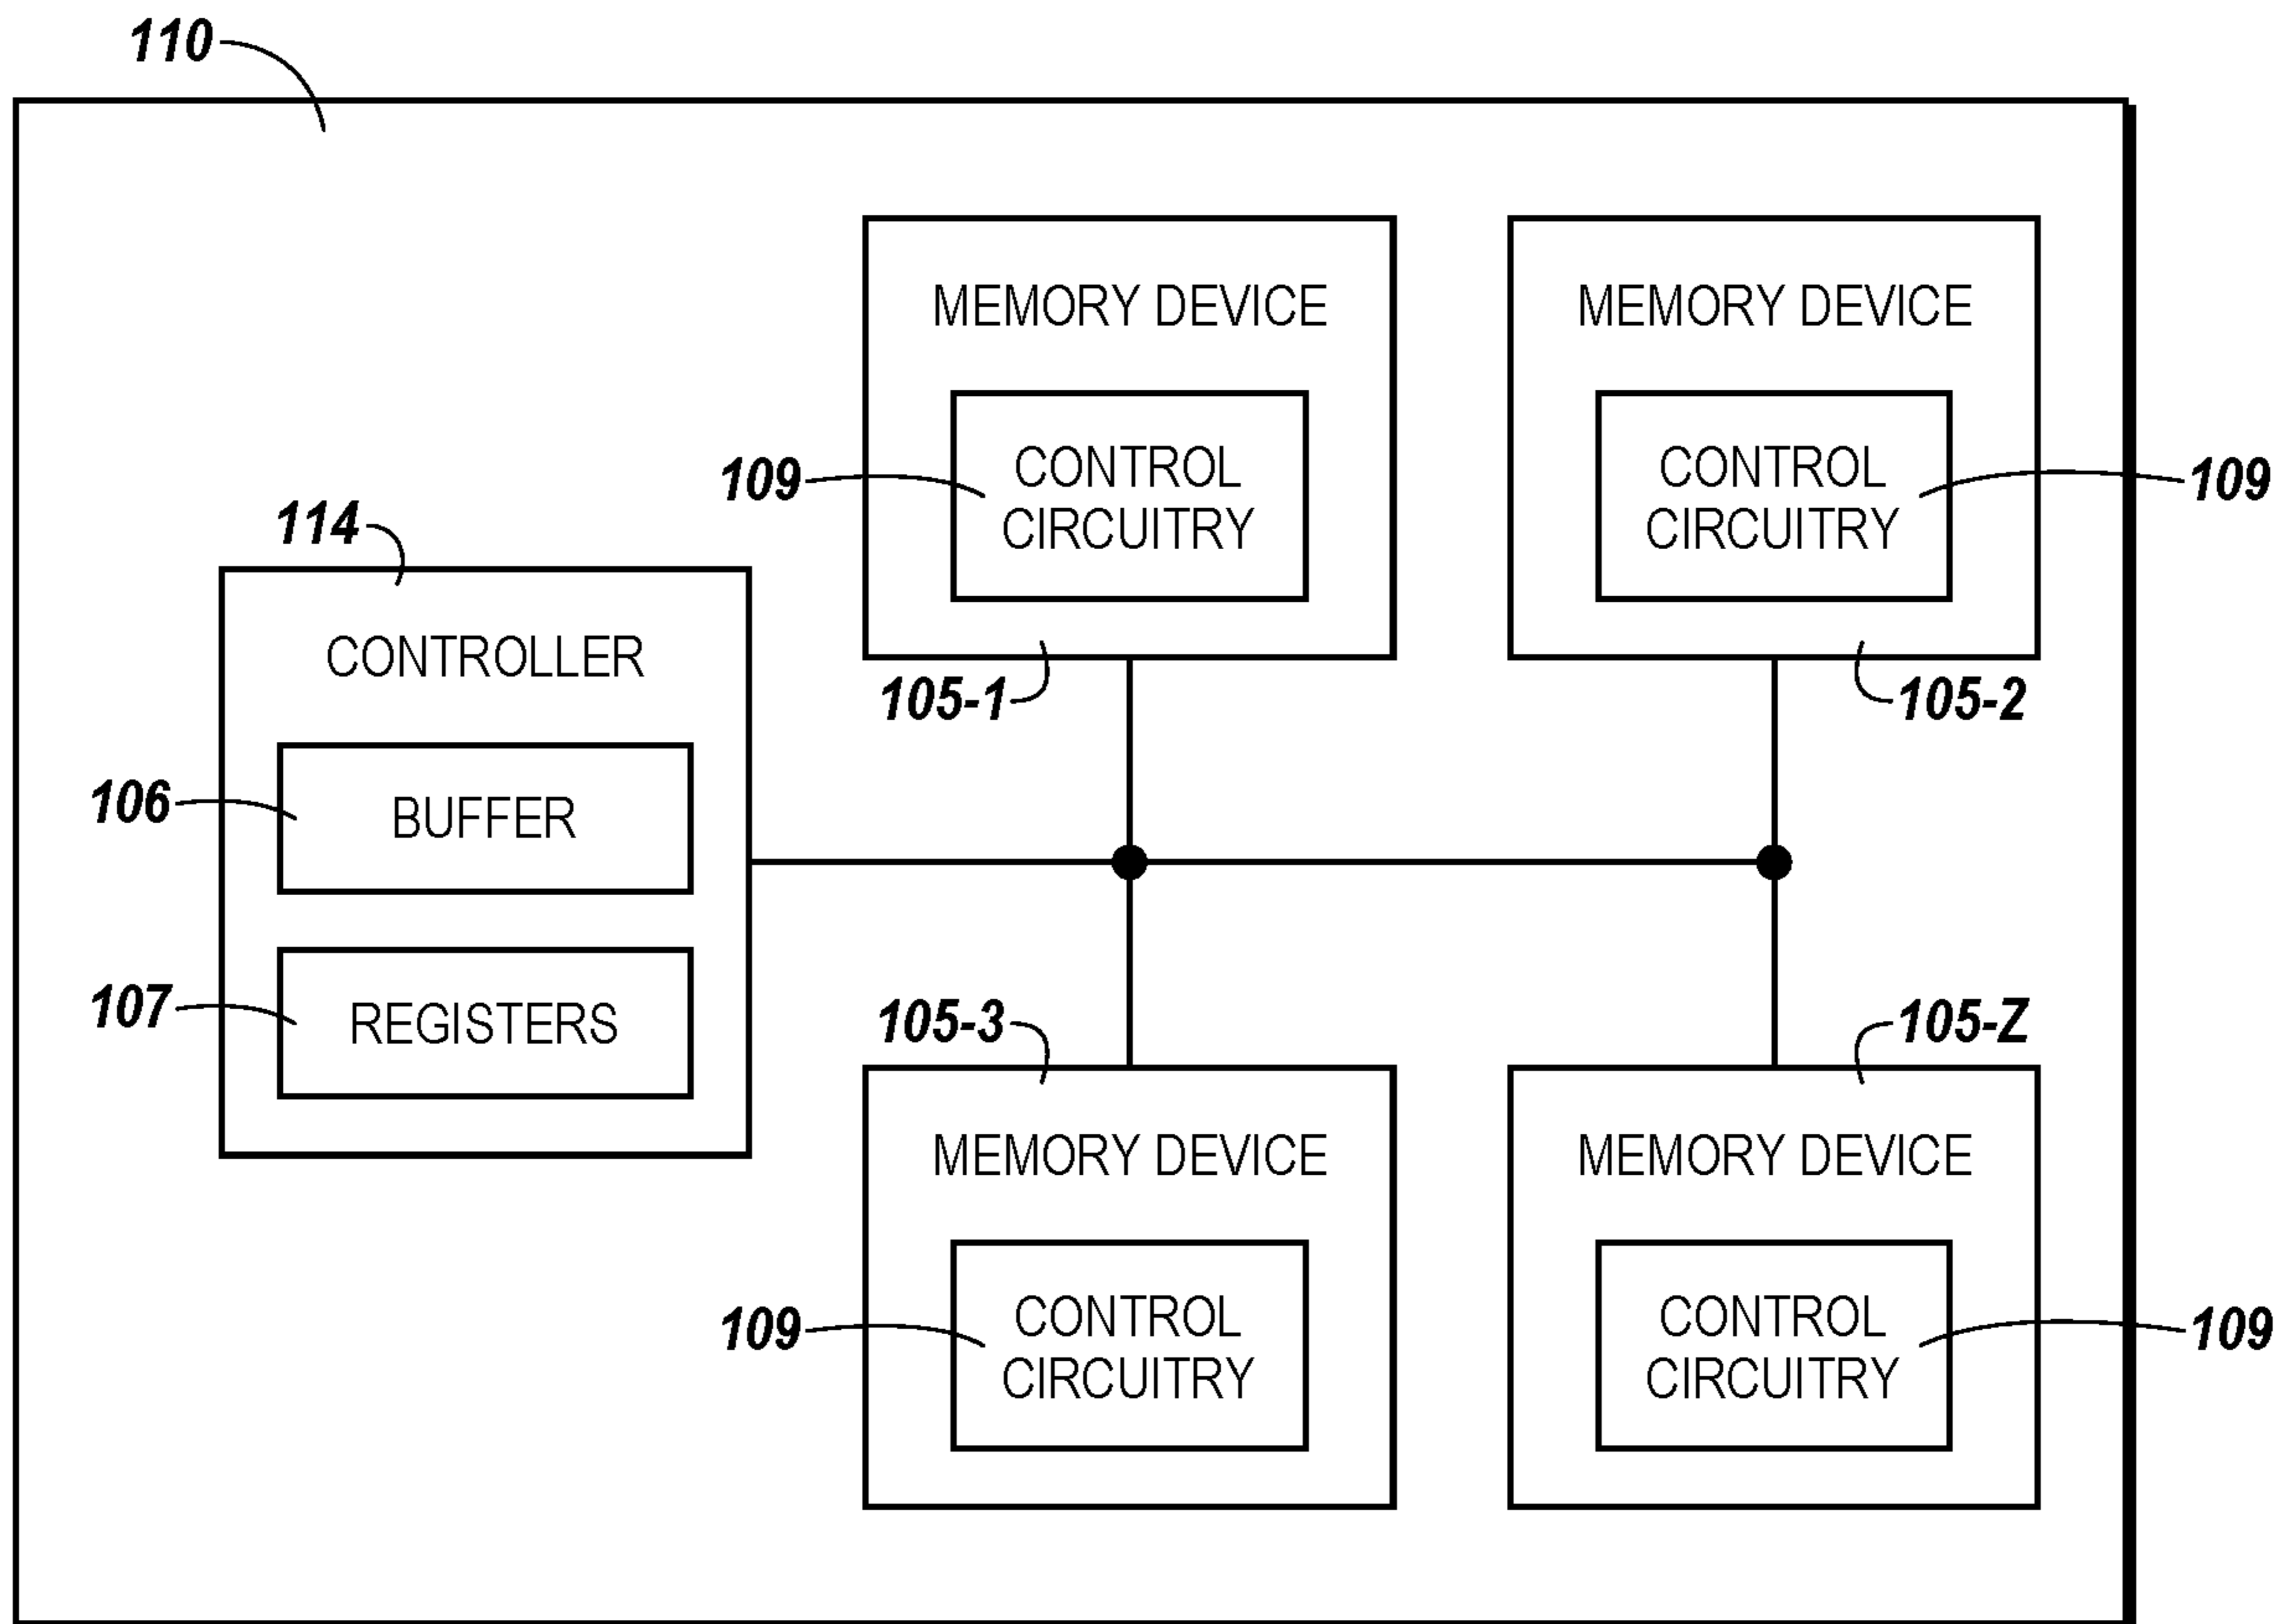 110
MEMORY DEVICE
CONTROL
CIRCUITRY
109
105-1
MEMORY DEVICE
CONTROL
CIRCUITRY
109
105-2
114
CONTROLLER
106
BUFFER
107
REGISTERS
105-3
MEMORY DEVICE
CONTROL
CIRCUITRY
109
105-Z
MEMORY DEVICE
CONTROL
CIRCUITRY
109